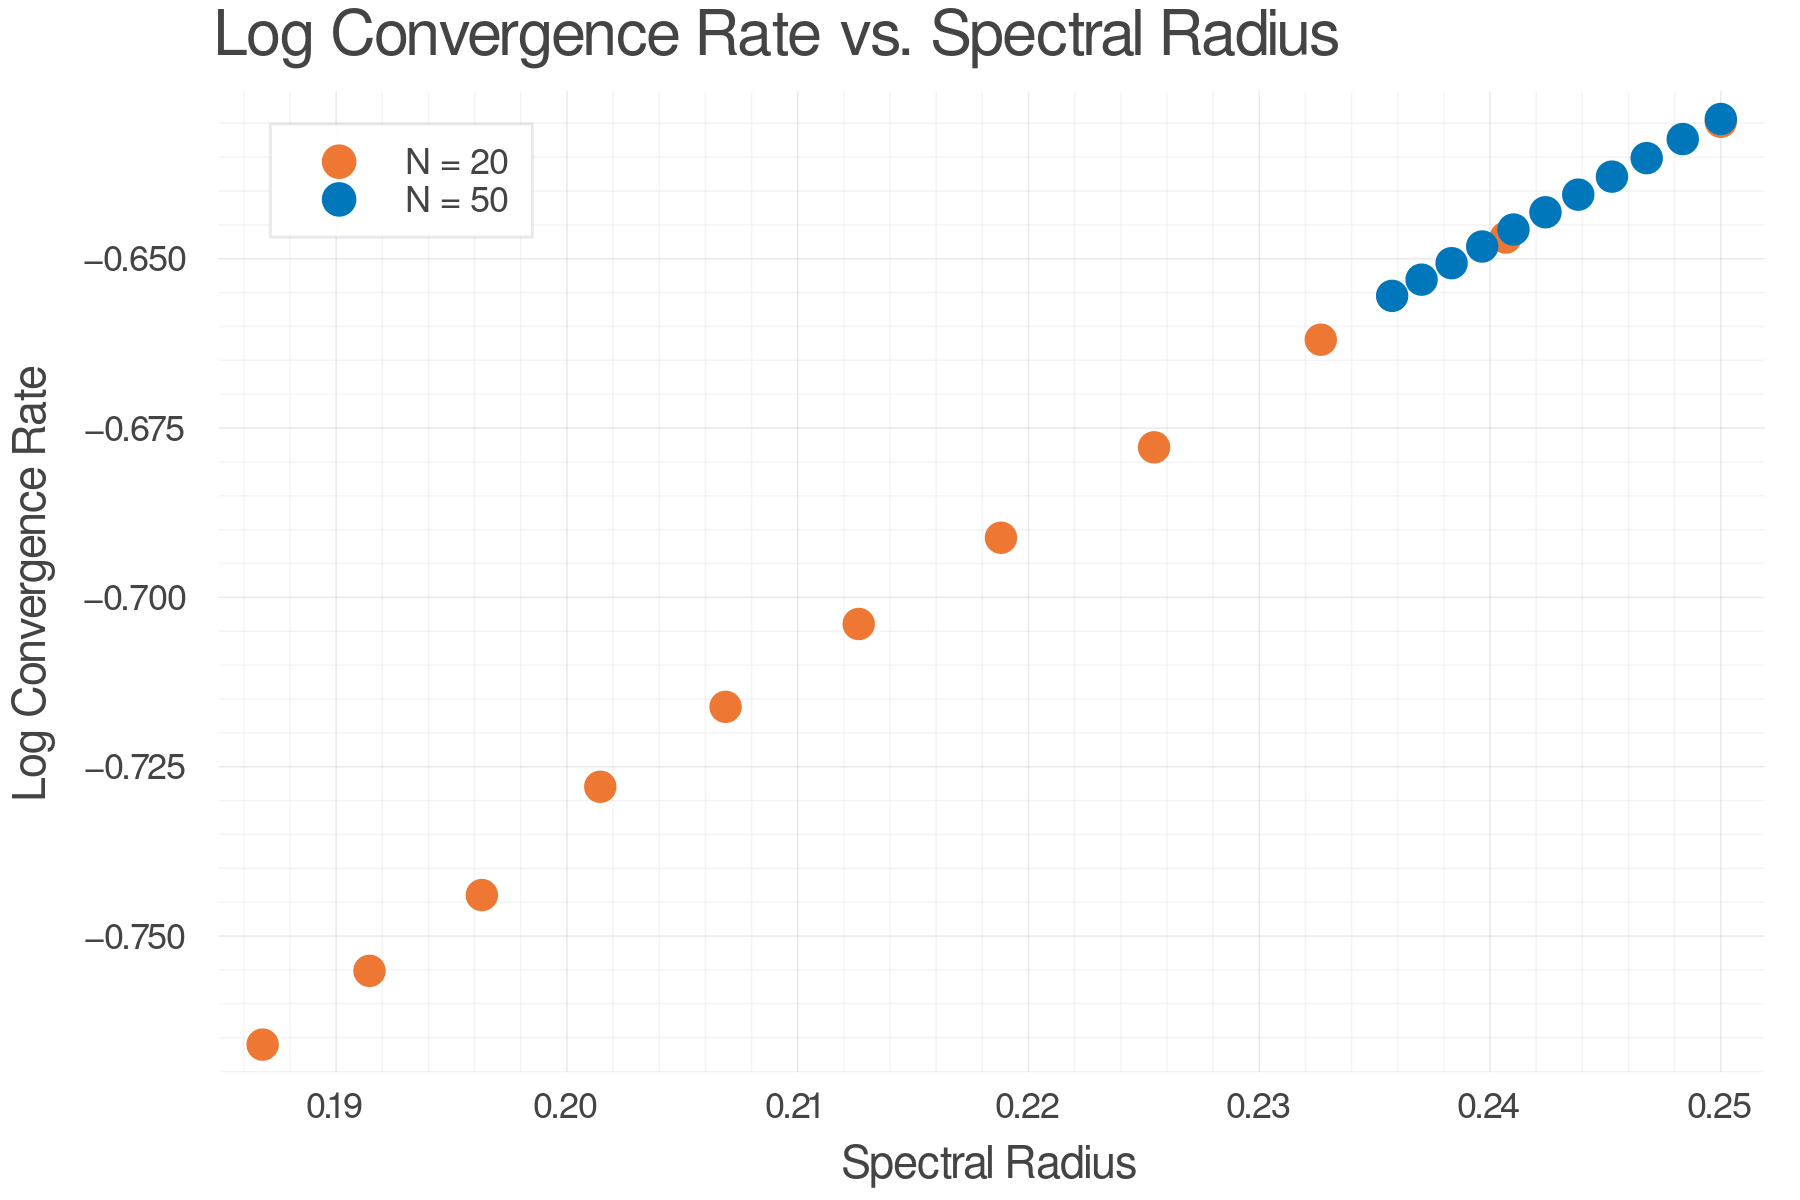 Log Convergence Rate vs. Spectral Radius
N = 20
N = 50
−0.650
−0.675
−0.700
−0.725
−0.750
Log Convergence Rate
0.19
0.20
0.21
0.22
0.23
0.24
0.25
Spectral Radius